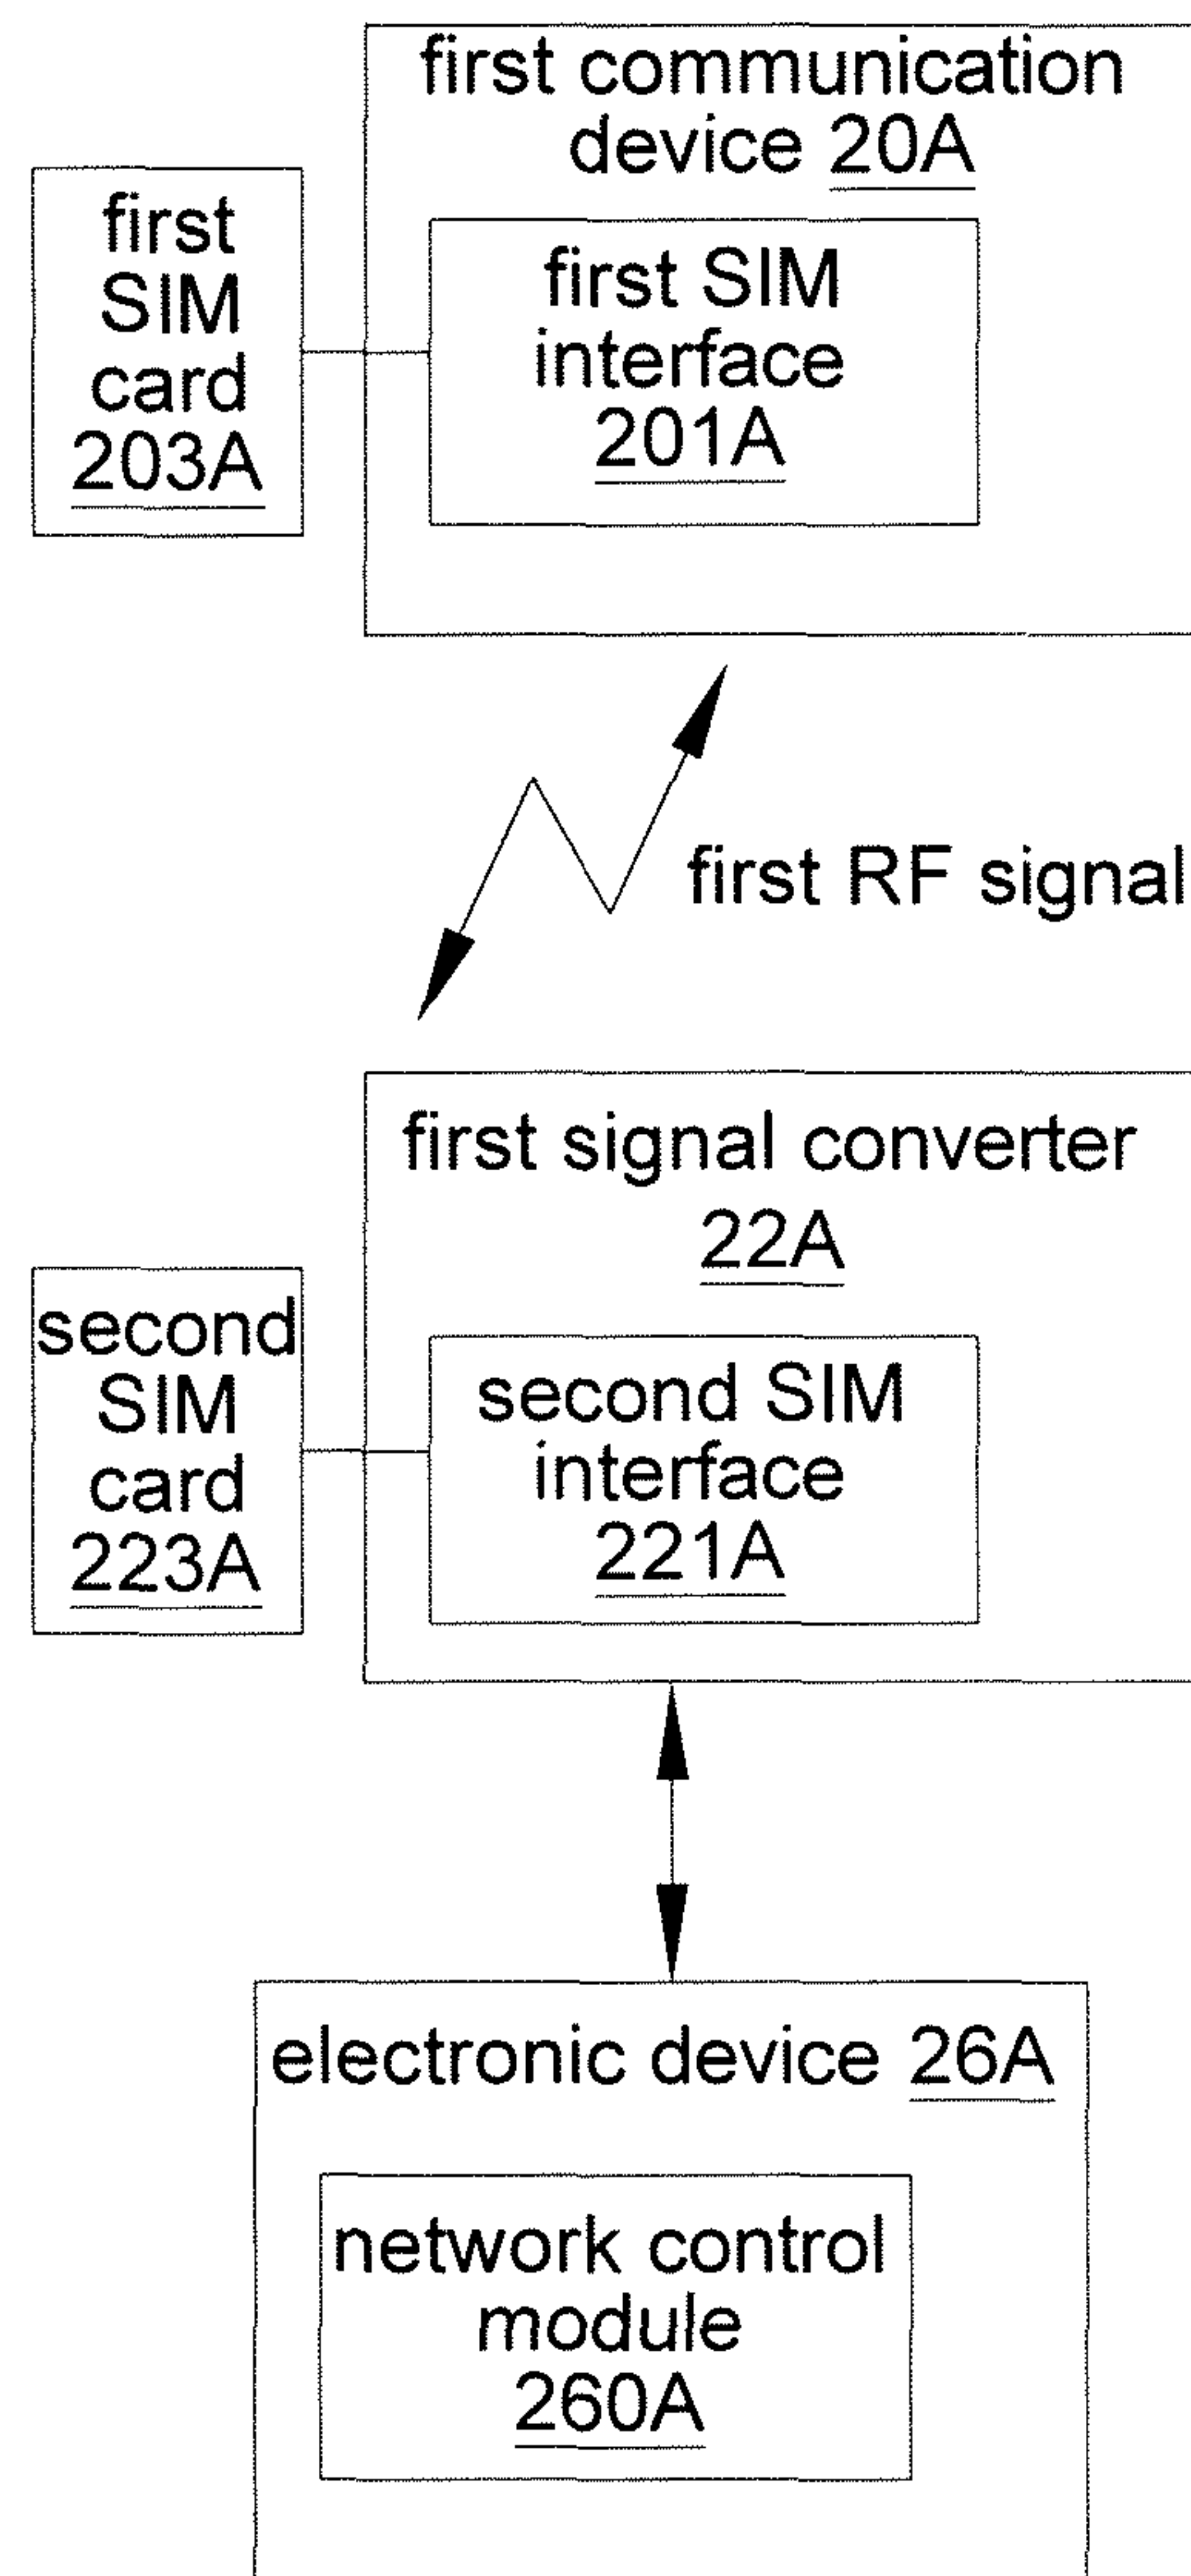 first communication
device 20A
first
SIM
card
203A
first SIM
interface
201A
first RF signal
first signal converter
22A
second
SIM
card
223A
second SIM
interface
221A
electronic device 26A
network control
module
260A